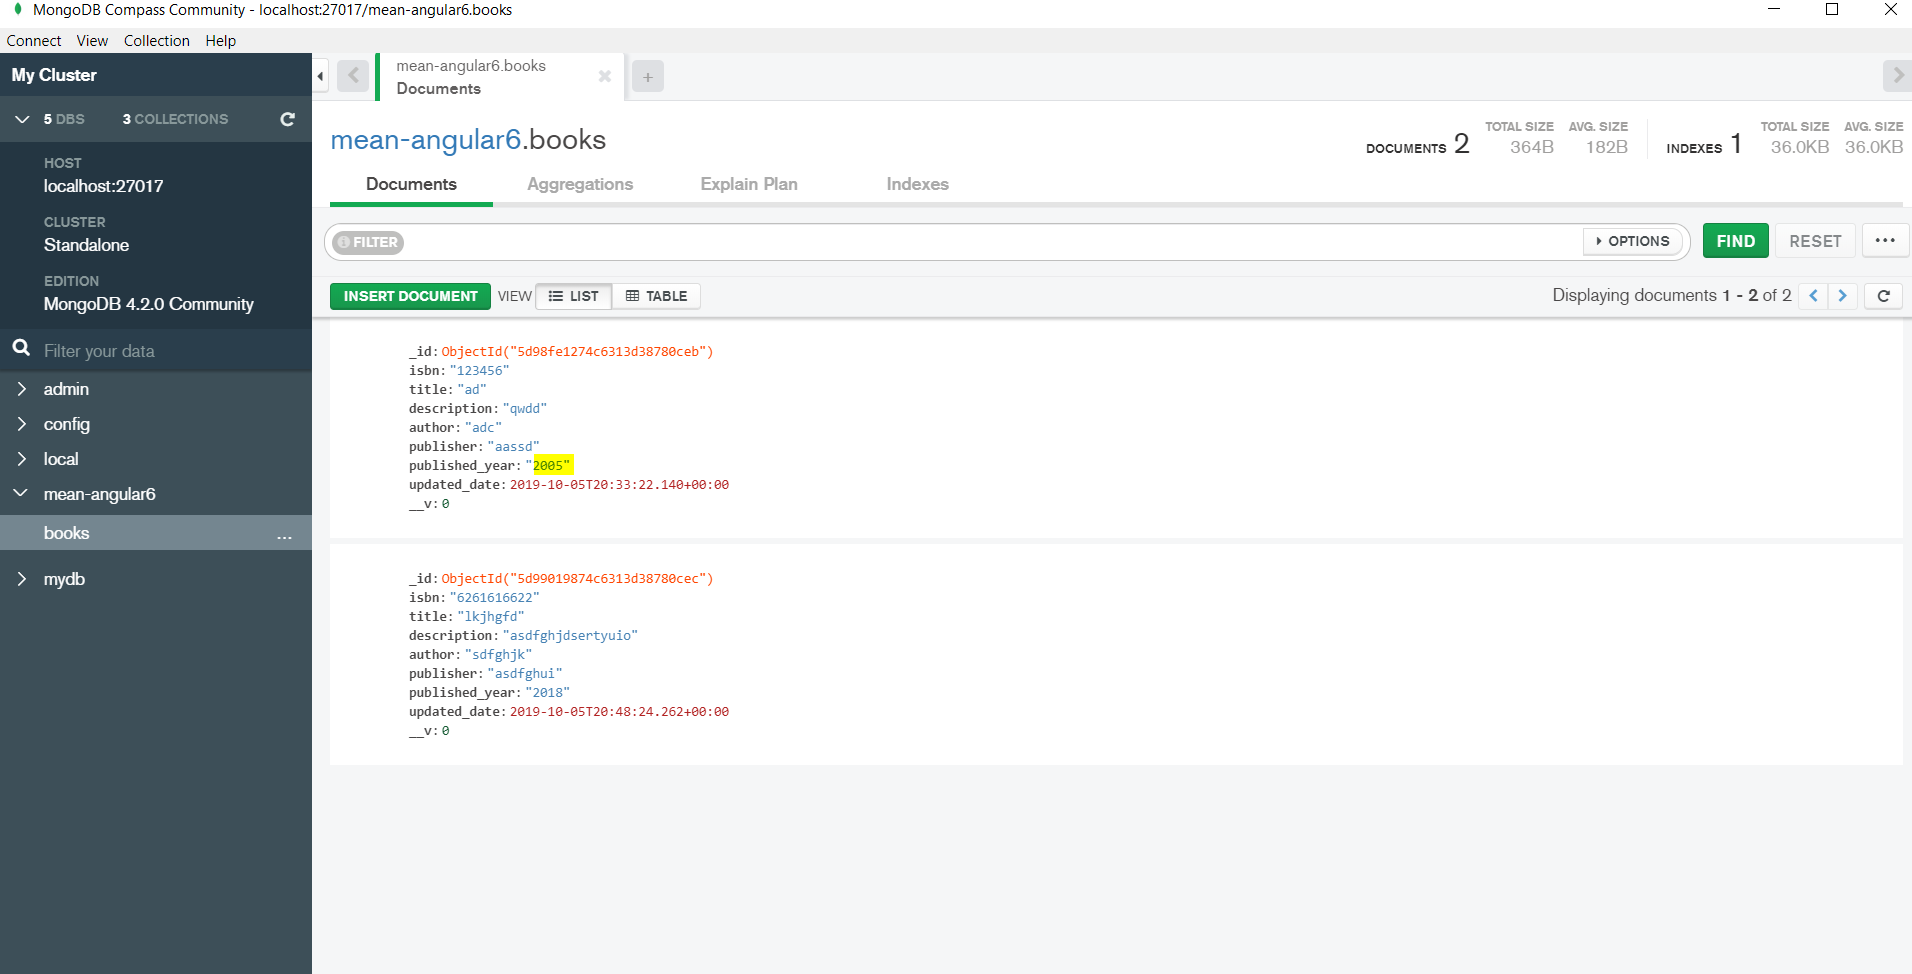 MongoDB Compass Community - localhost:27017/mean-angular6.books
Connect View Collection Help
My Cluster
5 DBS 3 COLLECTIONS
HOST
localhost:27017
CLUSTER
Standalone
EDITION
MongoDB 4.2.0 Community
Filter your data
admin
config
local
mean-angular6
books ...
mydb
mean-angular6.books
Documents
+
mean-angular6.books
DOCUMENTS 2 TOTAL SIZE 364B AVG. SIZE 182B INDEXES 1 TOTAL SIZE 36.0KB AVG. SIZE 36.0KB
Documents Aggregations Explain Plan Indexes
FILTER OPTIONS FIND RESET ...
INSERT DOCUMENT VIEW LIST TABLE Displaying documents 1 - 2 of 2
_id: ObjectId("5d98fe1274c6313d38780ceb")
isbn: "123456"
title: "ad"
description: "qwdd"
author: "adc"
publisher: "aassd"
published_year: "2005"
updated_date: 2019-10-05T20:33:22.140+00:00
__v: 0
_id: ObjectId("5d99019874c6313d38780cec")
isbn: "6261616622"
title: "lkjhgfd"
description: "asdfghjdsertyuio"
author: "sdfghjk"
publisher: "asdfghui"
published_year: "2018"
updated_date: 2019-10-05T20:48:24.262+00:00
__v: 0